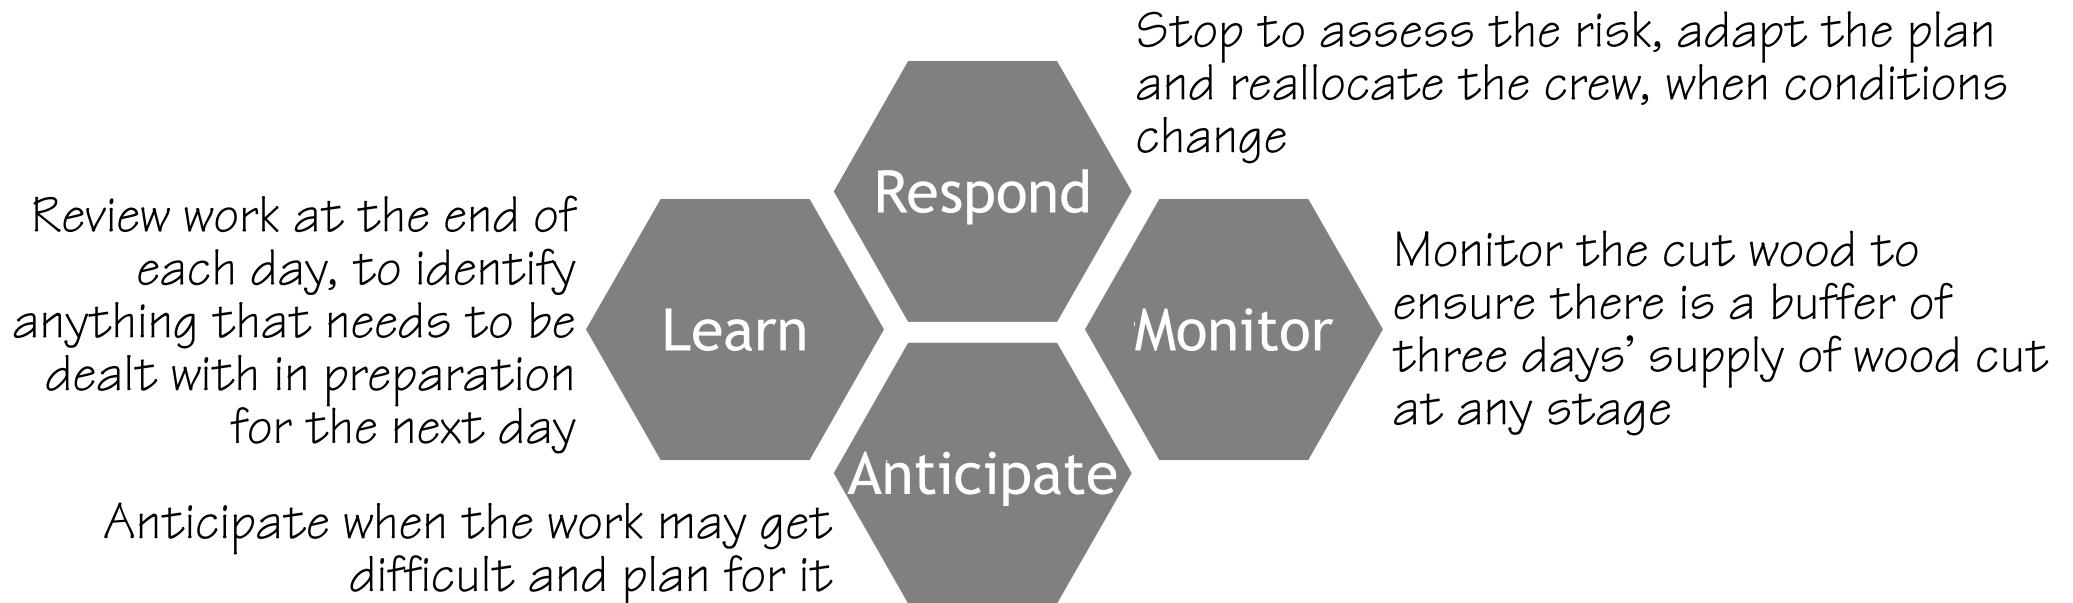 Stop to assess the risk, adapt the plan
and reallocate the crew, when conditions
change
Respond
Review work at the end of
each day, to identify
anything that needs to be
dealt with in preparation
for the next day
Learn
Monitor
Monitor the cut wood to
ensure there is a buffer of
three days’ supply of wood cut
at any stage
Anticipate
Anticipate when the work may get
difficult and plan for it